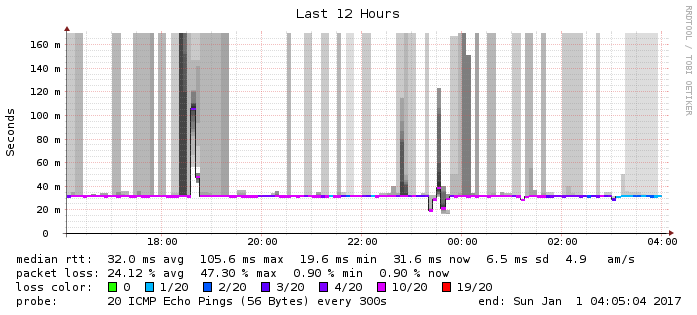 Last 12 Hours
RRDTOOL / TOBI OETIKER
Seconds
160 m
140 m
120 m
100 m
80 m
60 m
40 m
20 m
0
18:00 20:00 22:00 00:00 02:00 04:00
median rtt: 32.0 ms avg 105.6 ms max 19.6 ms min 31.6 ms now 6.5 ms sd 4.9 am/s
packet loss: 24.12 % avg 47.30 % max 0.90 % min 0.90 % now
loss color: 0 1/20 2/20 3/20 4/20 10/20 19/20
probe: 20 ICMP Echo Pings (56 Bytes) every 300s end: Sun Jan 1 04:05:04 2017